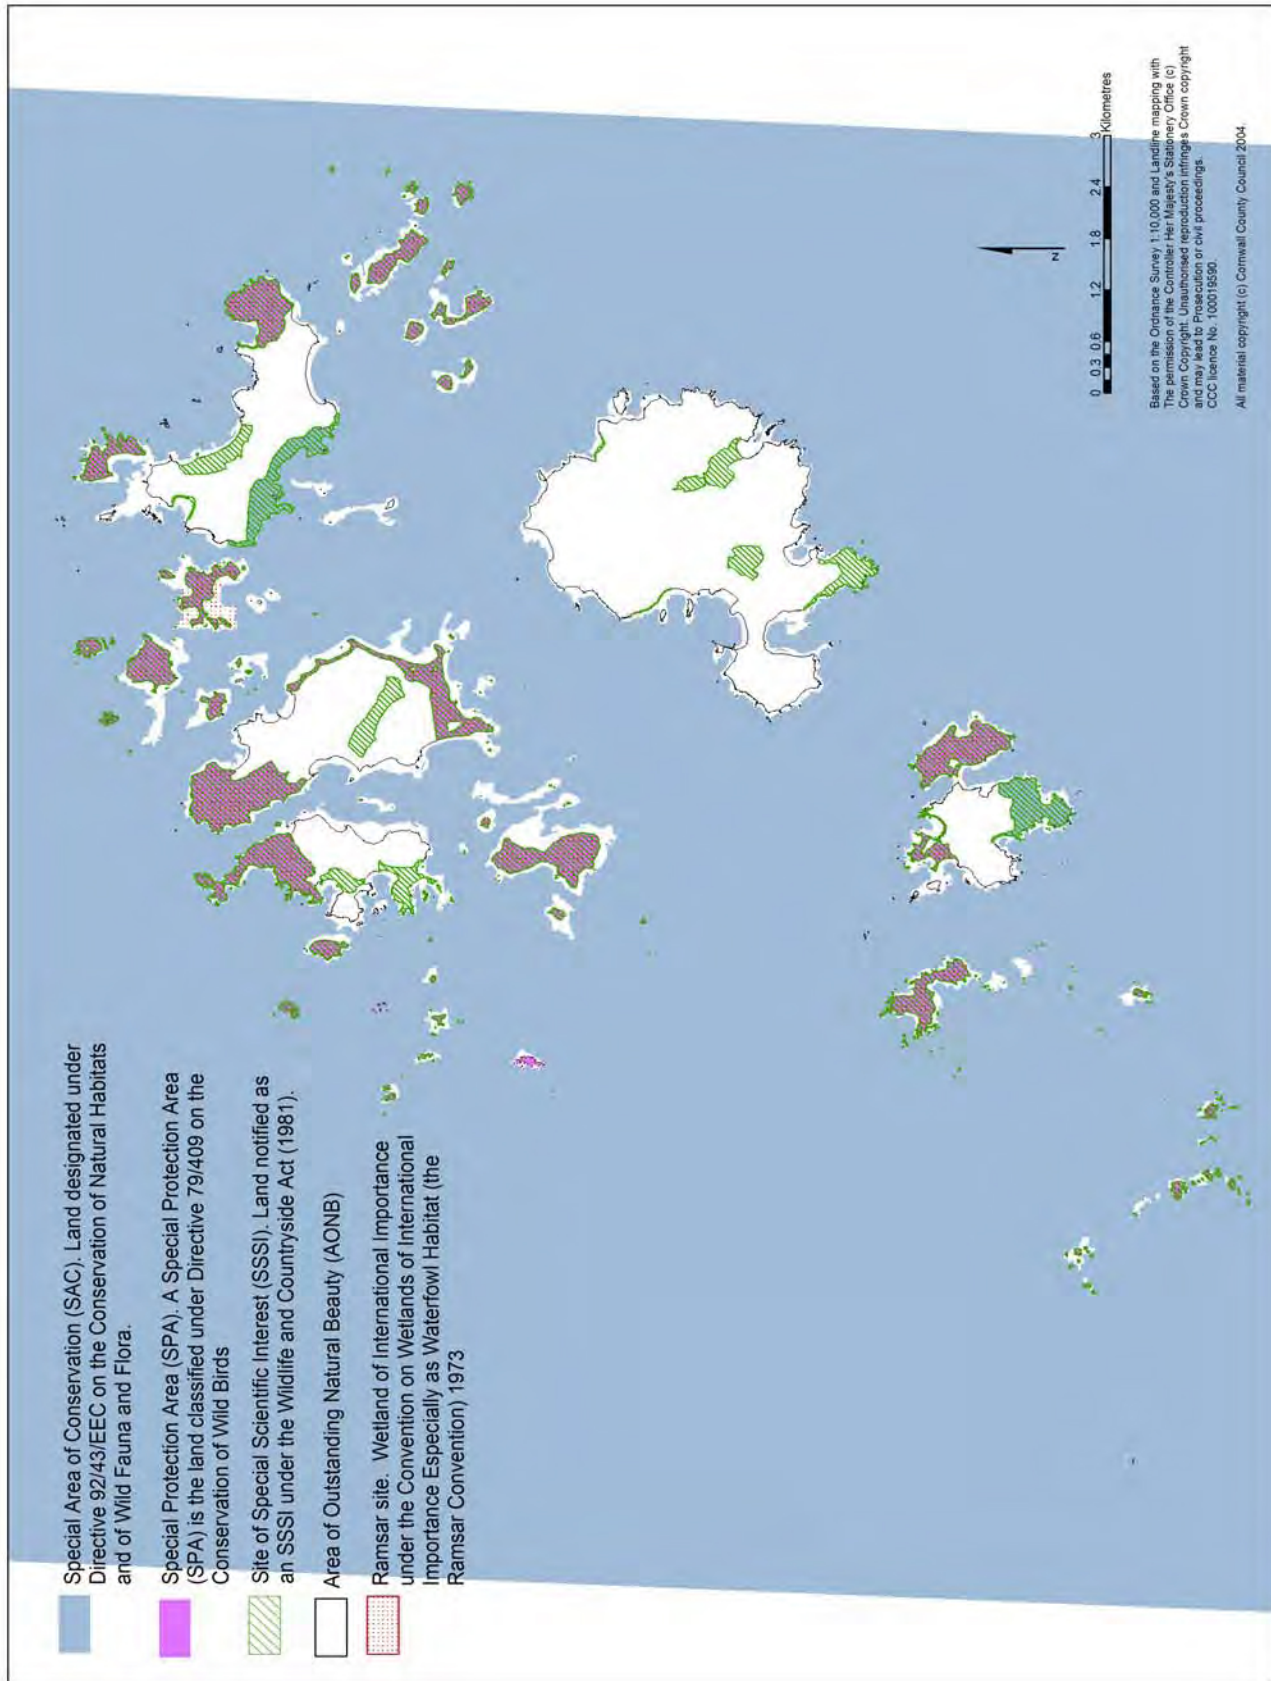 Special Area of Conservation (SAC). Land designated under
Directive 92/43/EEC on the Conservation of Natural Habitats
and of Wild Fauna and Flora.
Special Protection Area (SPA). A Special Protection Area
(SPA) is the land classified under Directive 79/409 on the
Conservation of Wild Birds
Site of Special Scientific Interest (SSSI). Land notified as
an SSSI under the Wildlife and Countryside Act (1981).
Area of Outstanding Natural Beauty (AONB)
Ramsar site. Wetland of International Importance
under the Convention on Wetlands of International
Importance Especially as Waterfowl Habitat (the
Ramsar Convention) 1973
N
0 0.3 0.6 1.2 1.8 2.4 3
Kilometres
Based on the Ordnance Survey 1:10,000 and Landline mapping with
The permission of the Controller Her Majesty's Stationery Office (c)
Crown Copyright. Unauthorised reproduction infringes Crown copyright
and may lead to Prosecution or civil proceedings.
CCC licence No. 100019590.
All material copyright (c) Cornwall County Council 2004.